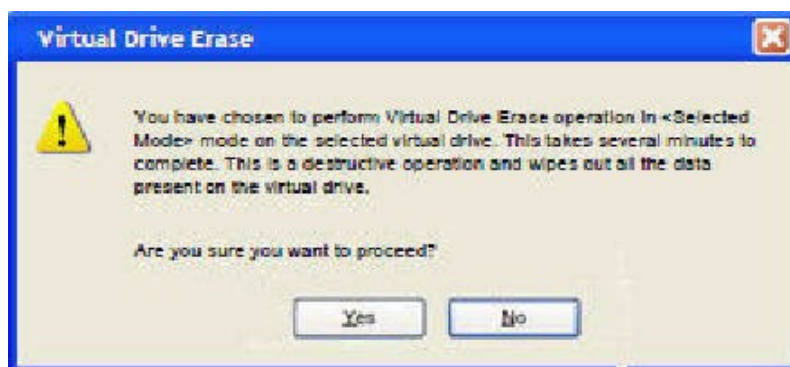 Virtual Drive Erase
You have chosen to perform Virtual Drive Erase operation in <Selected
Mode> mode on the selected virtual drive. This takes several minutes to
complete. This is a destructive operation and wipes out all the data
present on the virtual drive.
Are you sure you want to proceed?
Yes No